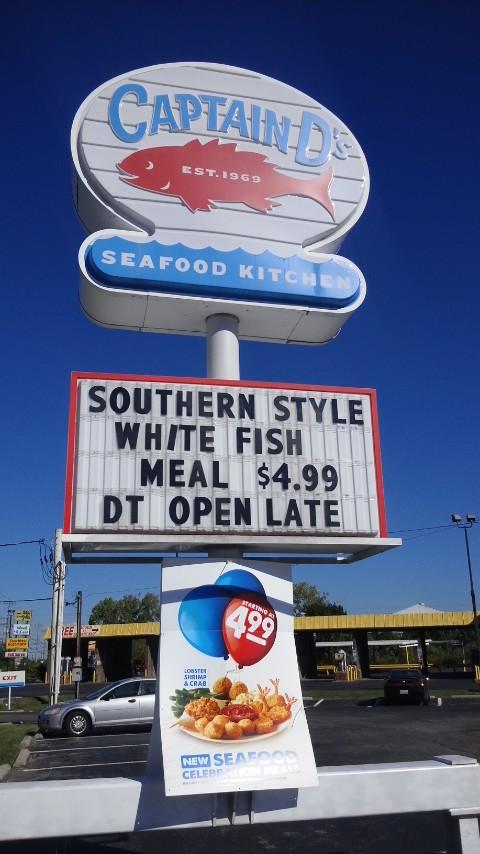 CAPTAIN D's
EST. 1969
SEAFOOD KITCHEN
SOUTHERN STYLE
WHITE FISH
MEAL $4.99
DT OPEN LATE
STARTING AT
4.99
LOBSTER
SHRIMP
& CRAB
NEW SEAFOOD
CELEBRATION MEALS
EXIT